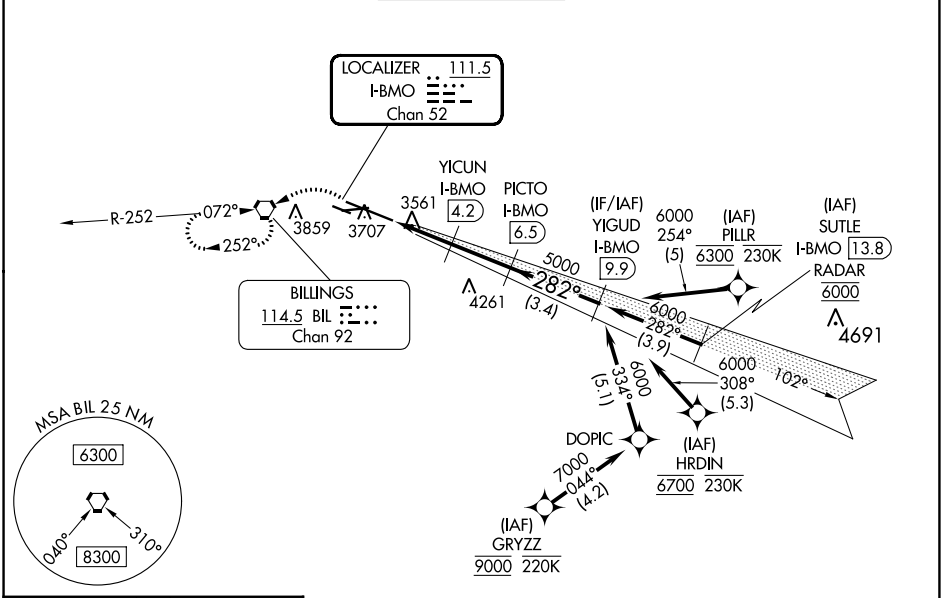 LOCALIZER 111.5
I-BMO
Chan 52
YICUN
I-BMO
4.2
PICTO
I-BMO
6.5
(IF/IAF)
YIGUD
I-BMO
9.9
6000
254°
(5)
(IAF)
PILLR
6300 230K
(IAF)
SUTLE
I-BMO 13.8
RADAR
6000
4691
R-252
072°
252°
3859
3707
3561
4261
5000
282°
(3.4)
6000
282°
(3.9)
BILLINGS
114.5 BIL
Chan 92
6000
308°
(5.3)
102°
6000
334°
(5.1)
(IAF)
HRDIN
6700 230K
DOPIC
7000
044°
(4.2)
(IAF)
GRYZZ
9000 220K
MSA BIL 25 NM
6300
040°
310°
8300